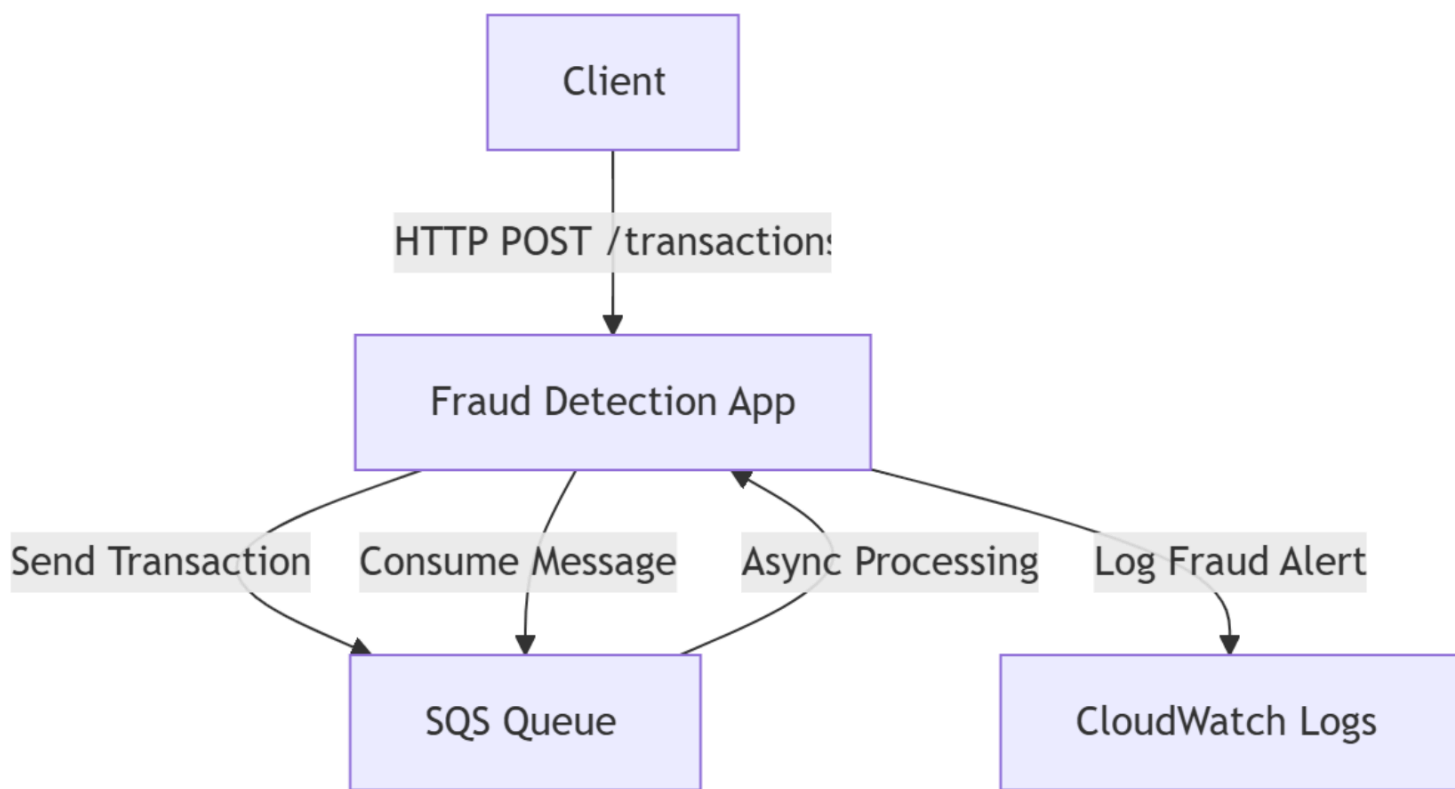 Client
HTTP POST /transactions
Fraud Detection App
Send Transaction
Consume Message
Async Processing
Log Fraud Alert
SQS Queue
CloudWatch Logs